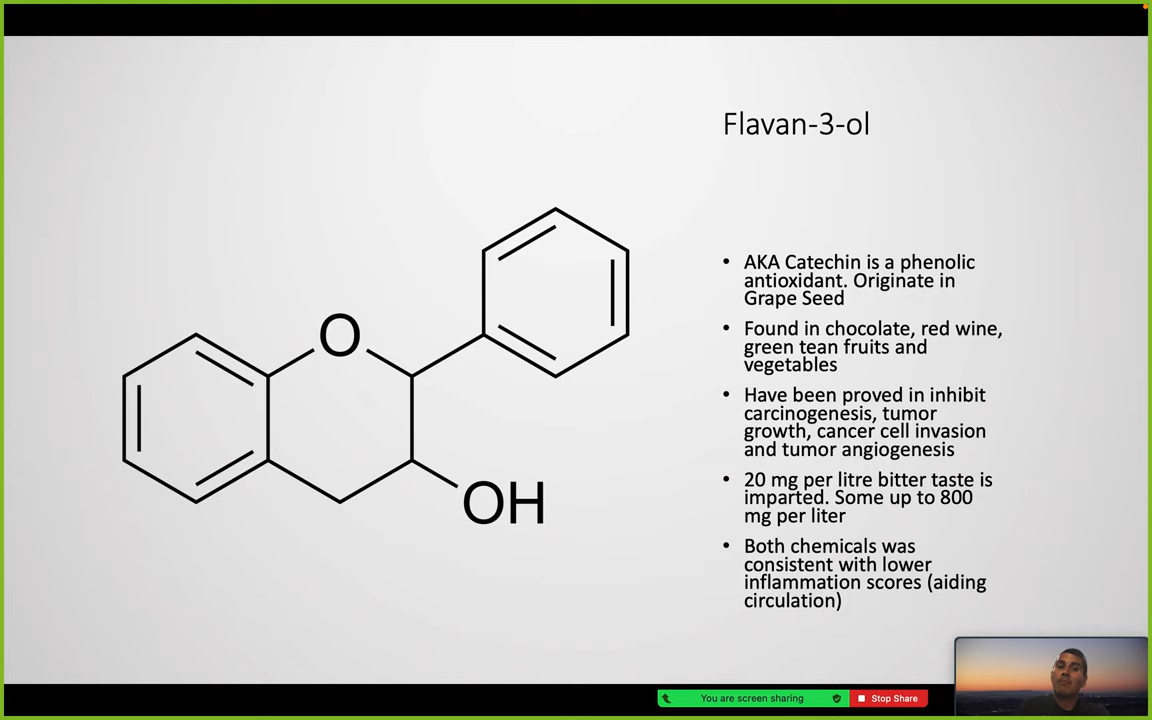 Flavan-3-ol
O
OH
• AKA Catechin is a phenolic
antioxidant. Originate in
Grape Seed
• Found in chocolate, red wine,
green tean fruits and
vegetables
• Have been proved in inhibit
carcinogenesis, tumor
growth, cancer cell invasion
and tumor angiogenesis
• 20 mg per litre bitter taste is
imparted. Some up to 800
mg per liter
• Both chemicals was
consistent with lower
inflammation scores (aiding
circulation)
You are screen sharing
Stop Share